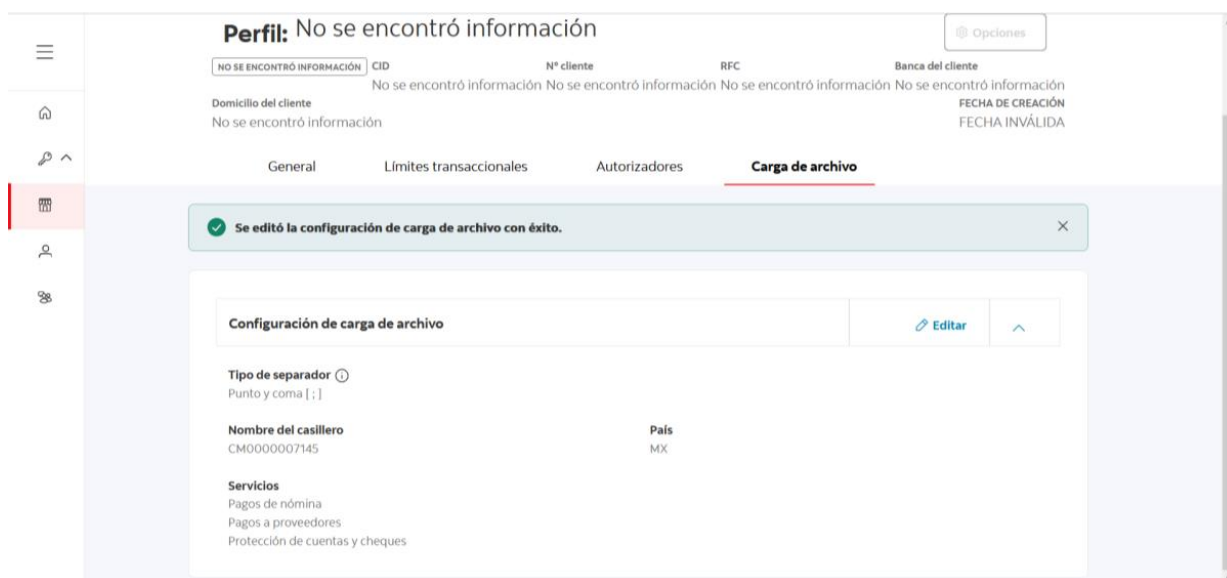 Perfil: No se encontró información
Opciones
NO SE ENCONTRÓ INFORMACIÓN CID N° cliente RFC Banca del cliente
No se encontró información No se encontró información No se encontró información No se encontró información
Domicilio del cliente FECHA DE CREACIÓN
No se encontró información FECHA INVÁLIDA
General Límites transaccionales Autorizadores Carga de archivo
Se editó la configuración de carga de archivo con éxito.
Configuración de carga de archivo Editar
Tipo de separador
Punto y coma [ ; ]
Nombre del casillero País
CM0000007145 MX
Servicios
Pagos de nómina
Pagos a proveedores
Protección de cuentas y cheques